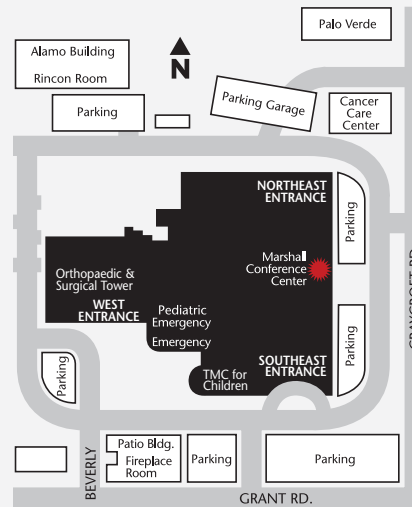 Palo Verde
Alamo Building
Rincon Room
N
Parking
Parking Garage
Cancer
Care
Center
NORTHEAST
ENTRANCE
Parking
Marshall
Conference
Center
Orthopaedic &
Surgical Tower
WEST
ENTRANCE
Pediatric
Emergency
Emergency
Parking
SOUTHEAST
ENTRANCE
TMC for
Children
Parking
Patio Bldg.
Fireplace
Room
Parking
Parking
BEVERLY
GRANT RD.